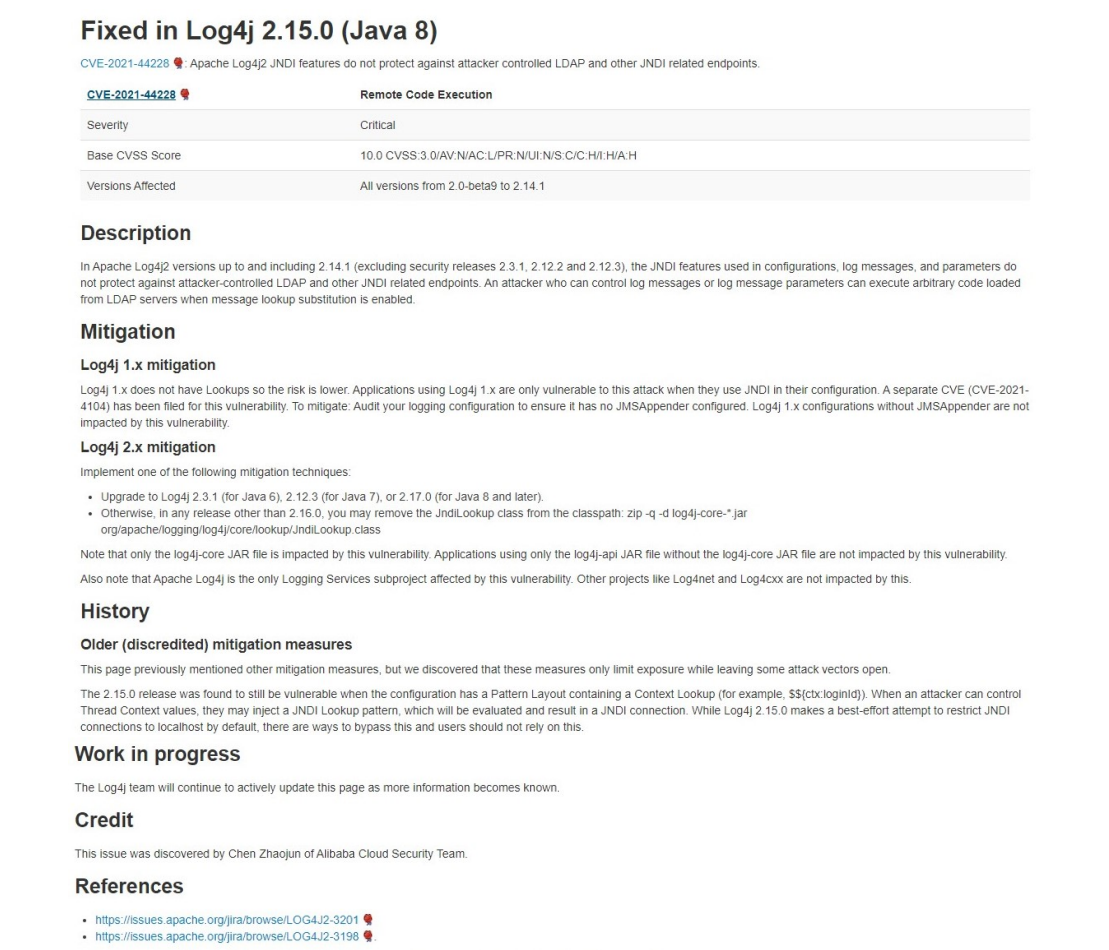 Fixed in Log4j 2.15.0 (Java 8)
CVE-2021-44228 : Apache Log4j2 JNDI features do not protect against attacker controlled LDAP and other JNDI related endpoints.
CVE-2021-44228 Remote Code Execution
Severity Critical
Base CVSS Score 10.0 CVSS:3.0/AV:N/AC:L/PR:N/UI:N/S:C/C:H/I:H/A:H
Versions Affected All versions from 2.0-beta9 to 2.14.1
Description
In Apache Log4j2 versions up to and including 2.14.1 (excluding security releases 2.3.1, 2.12.2 and 2.12.3), the JNDI features used in configurations, log messages, and parameters do
not protect against attacker-controlled LDAP and other JNDI related endpoints. An attacker who can control log messages or log message parameters can execute arbitrary code loaded
from LDAP servers when message lookup substitution is enabled.
Mitigation
Log4j 1.x mitigation
Log4j 1.x does not have Lookups so the risk is lower. Applications using Log4j 1.x are only vulnerable to this attack when they use JNDI in their configuration. A separate CVE (CVE-2021-
4104) has been filed for this vulnerability. To mitigate: Audit your logging configuration to ensure it has no JMSAppender configured. Log4j 1.x configurations without JMSAppender are not
impacted by this vulnerability.
Log4j 2.x mitigation
Implement one of the following mitigation techniques:
• Upgrade to Log4j 2.3.1 (for Java 6), 2.12.3 (for Java 7), or 2.17.0 (for Java 8 and later).
• Otherwise, in any release other than 2.16.0, you may remove the JndiLookup class from the classpath: zip -q -d log4j-core-*.jar
org/apache/logging/log4j/core/lookup/JndiLookup.class
Note that only the log4j-core JAR file is impacted by this vulnerability. Applications using only the log4j-api JAR file without the log4j-core JAR file are not impacted by this vulnerability.
Also note that Apache Log4j is the only Logging Services subproject affected by this vulnerability. Other projects like Log4net and Log4cxx are not impacted by this.
History
Older (discredited) mitigation measures
This page previously mentioned other mitigation measures, but we discovered that these measures only limit exposure while leaving some attack vectors open.
The 2.15.0 release was found to still be vulnerable when the configuration has a Pattern Layout containing a Context Lookup (for example, $${ctx:loginId}). When an attacker can control
Thread Context values, they may inject a JNDI Lookup pattern, which will be evaluated and result in a JNDI connection. While Log4j 2.15.0 makes a best-effort attempt to restrict JNDI
connections to localhost by default, there are ways to bypass this and users should not rely on this.
Work in progress
The Log4j team will continue to actively update this page as more information becomes known.
Credit
This issue was discovered by Chen Zhaojun of Alibaba Cloud Security Team.
References
• https://issues.apache.org/jira/browse/LOG4J2-3201
• https://issues.apache.org/jira/browse/LOG4J2-3198 .